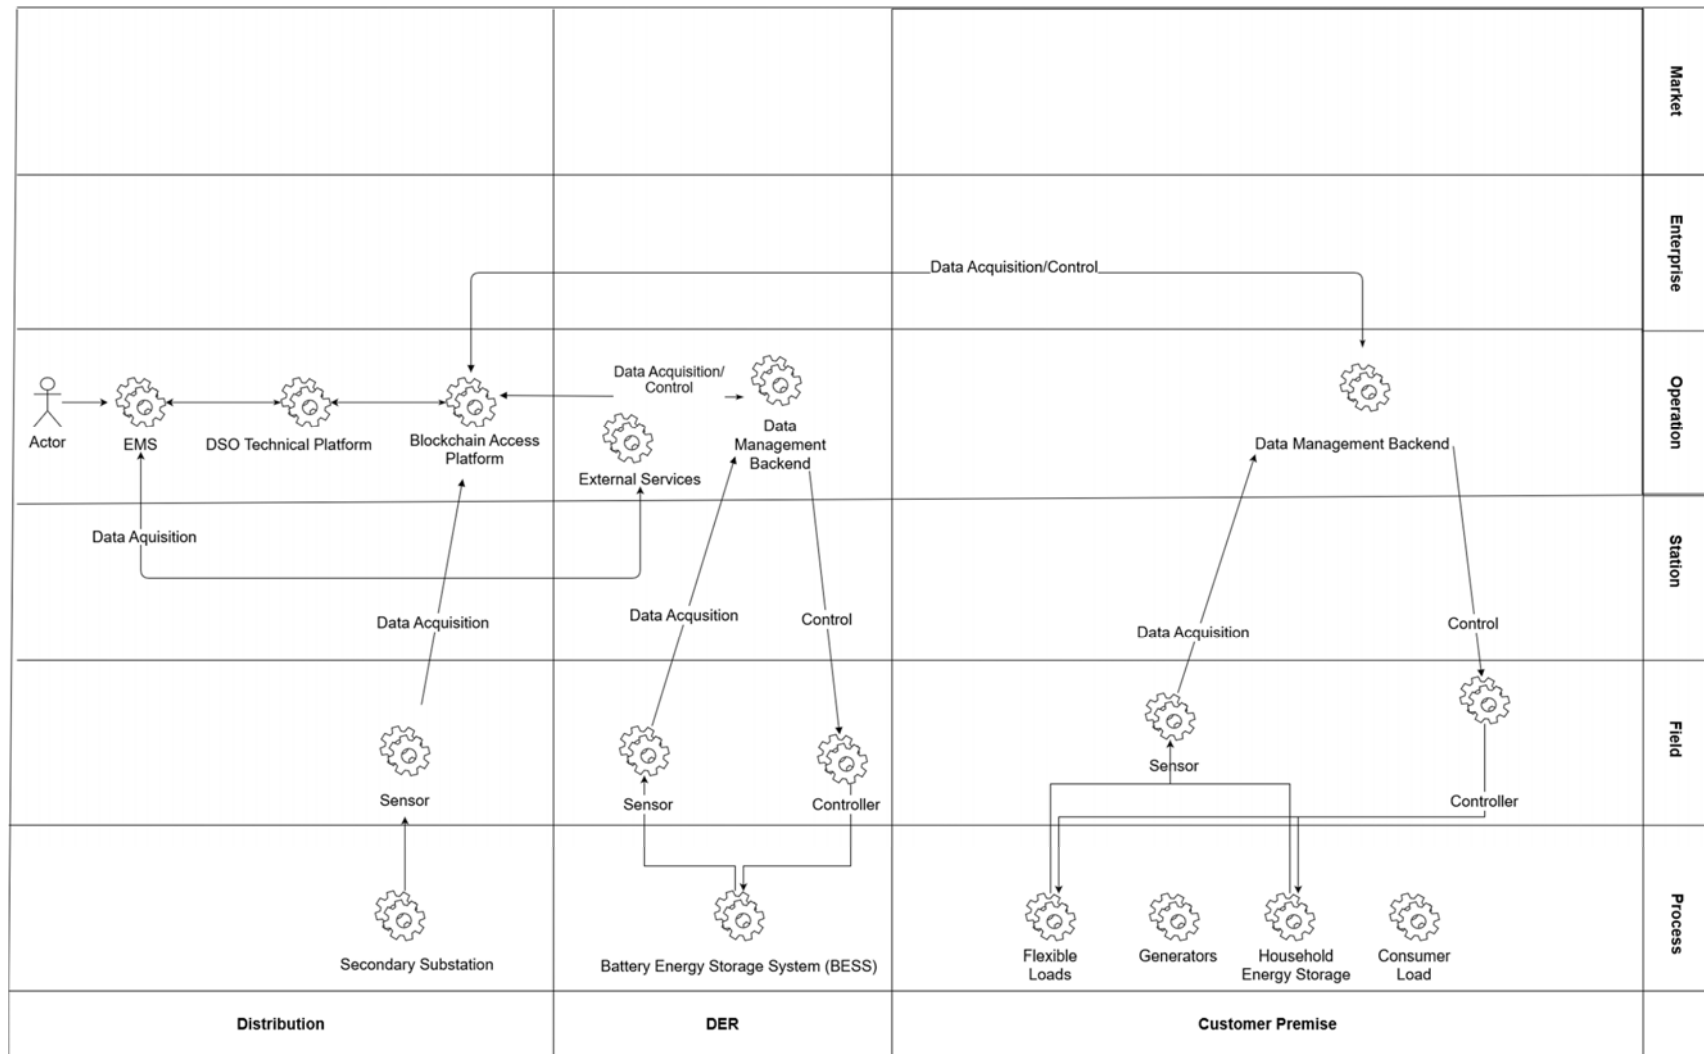 Market
Enterprise
Data Acquisition/Control
Operation
Actor
EMS
DSO Technical Platform
Blockchain Access
Platform
Data Acquisition/
Control
External Services
Data
Management
Backend
Data Management Backend
Station
Data Aquisition
Data Acquisition
Data Acqusition
Control
Data Acquisition
Control
Field
Sensor
Sensor
Controller
Sensor
Controller
Process
Secondary Substation
Battery Energy Storage System (BESS)
Flexible
Loads
Generators
Household
Energy Storage
Consumer
Load
Distribution
DER
Customer Premise